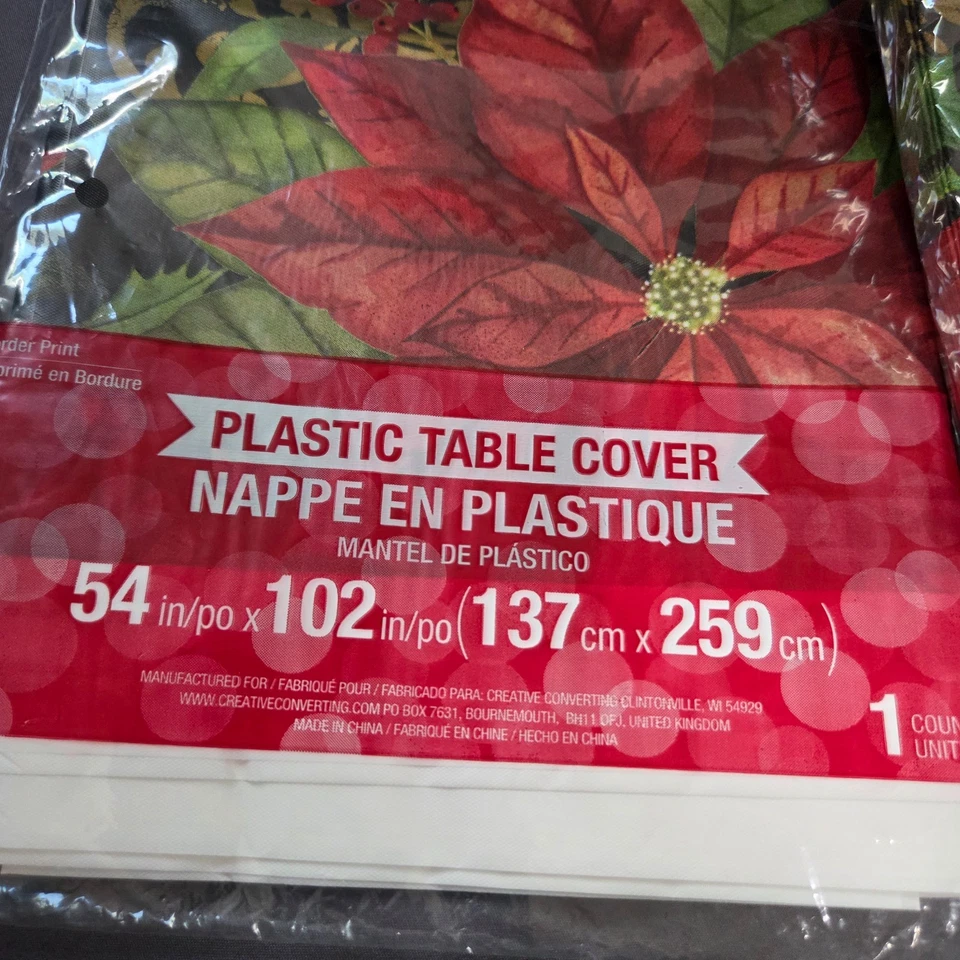 rder Print
primé en Bordure
PLASTIC TABLE COVER
NAPPE EN PLASTIQUE
MANTEL DE PLÁSTICO
54 in/po x 102 in/po (137 cm x 259 cm)
MANUFACTURED FOR / FABRIQUÉ POUR / FABRICADO PARA: CREATIVE CONVERTING CLINTONVILLE, WI 54929
WWW.CREATIVECONVERTING.COM PO BOX 7631, BOURNEMOUTH, BH11 OFJ, UNITED KINGDOM
MADE IN CHINA / FABRIQUÉ EN CHINE / HECHO EN CHINA
1 COUN
UNIT